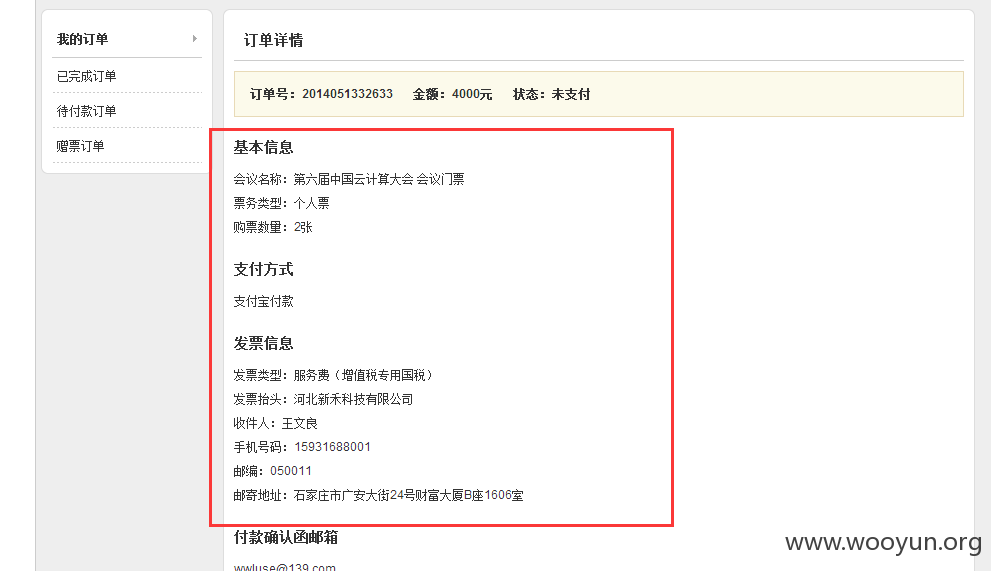 我的订单
已完成订单
待付款订单
赠票订单
订单详情
订单号：2014051332633 金额：4000元 状态：未支付
基本信息
会议名称：第六届中国云计算大会 会议门票
票务类型：个人票
购票数量：2张
支付方式
支付宝付款
发票信息
发票类型：服务费（增值税专用国税）
发票抬头：河北新禾科技有限公司
收件人：王文良
手机号码：15931688001
邮编：050011
邮寄地址：石家庄市广安大街24号财富大厦B座1606室
付款确认函邮箱
wwluse@139.com
www.wooyun.org